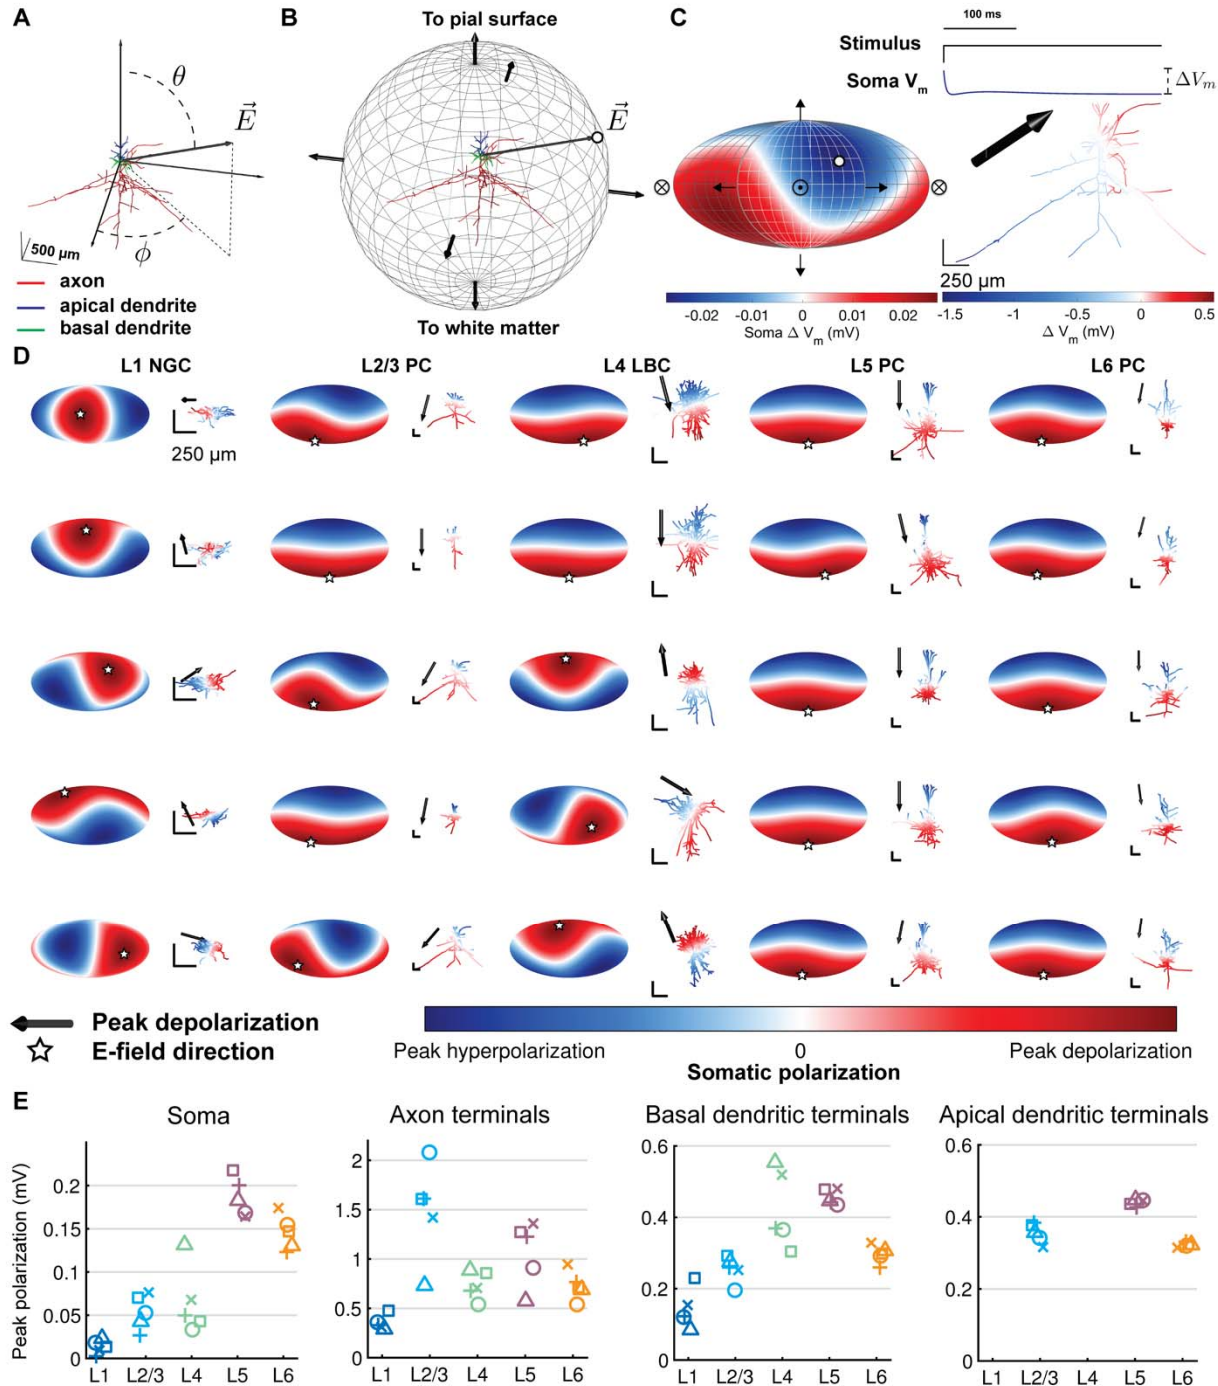 A
θ
E
φ
500 µm
axon
apical dendrite
basal dendrite
B
To pial surface
E
To white matter
C
100 ms
Stimulus
Soma Vm
ΔVm
-0.02 -0.01 0 0.01 0.02
Soma Δ Vm (mV)
250 µm
-1.5 -1 -0.5 0 0.5
Δ Vm (mV)
D
L1 NGC L2/3 PC L4 LBC L5 PC L6 PC
250 µm
Peak depolarization
E-field direction
Peak hyperpolarization 0 Peak depolarization
Somatic polarization
E
Soma
Axon terminals
Basal dendritic terminals
Apical dendritic terminals
Peak polarization (mV)
0.2
0.15
0.1
0.05
0
L1 L2/3 L4 L5 L6
2
1.5
1
0.5
0
L1 L2/3 L4 L5 L6
0.6
0.4
0.2
0
L1 L2/3 L4 L5 L6
0.6
0.4
0.2
0
L1 L2/3 L4 L5 L6